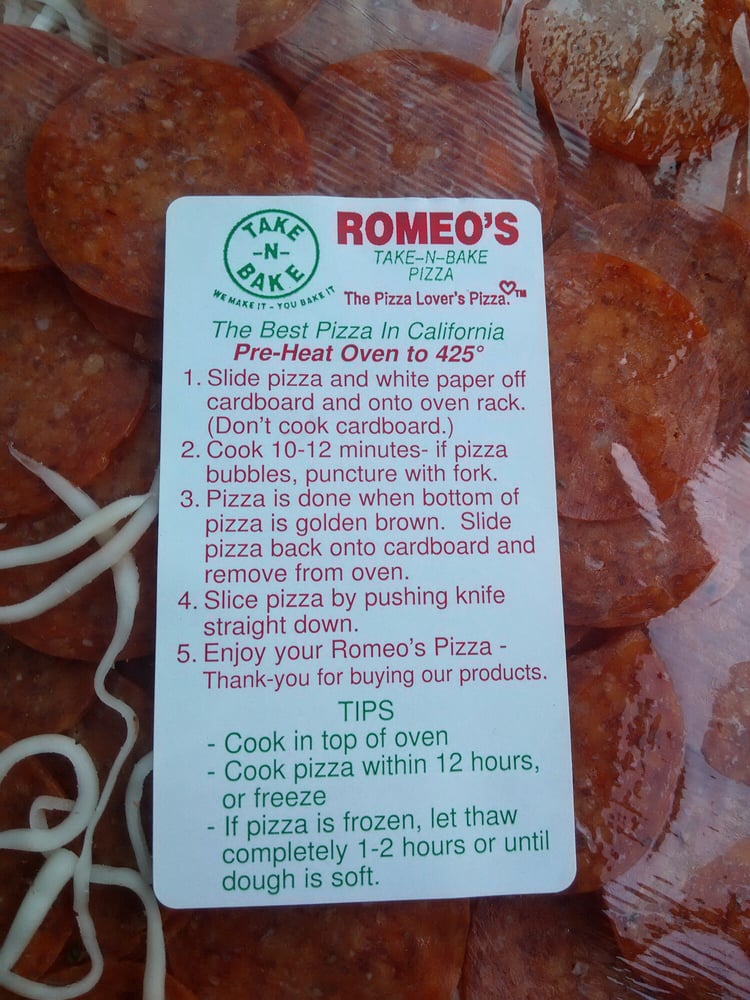 TAKE
-N-
BAKE
WE MAKE IT - YOU BAKE IT
ROMEO'S
TAKE-N-BAKE
PIZZA
The Pizza Lover's Pizza.™
The Best Pizza In California
Pre-Heat Oven to 425°
1. Slide pizza and white paper off
cardboard and onto oven rack.
(Don't cook cardboard.)
2. Cook 10-12 minutes- if pizza
bubbles, puncture with fork.
3. Pizza is done when bottom of
pizza is golden brown. Slide
pizza back onto cardboard and
remove from oven.
4. Slice pizza by pushing knife
straight down.
5. Enjoy your Romeo's Pizza -
Thank-you for buying our products.
TIPS
- Cook in top of oven
- Cook pizza within 12 hours,
or freeze
- If pizza is frozen, let thaw
completely 1-2 hours or until
dough is soft.